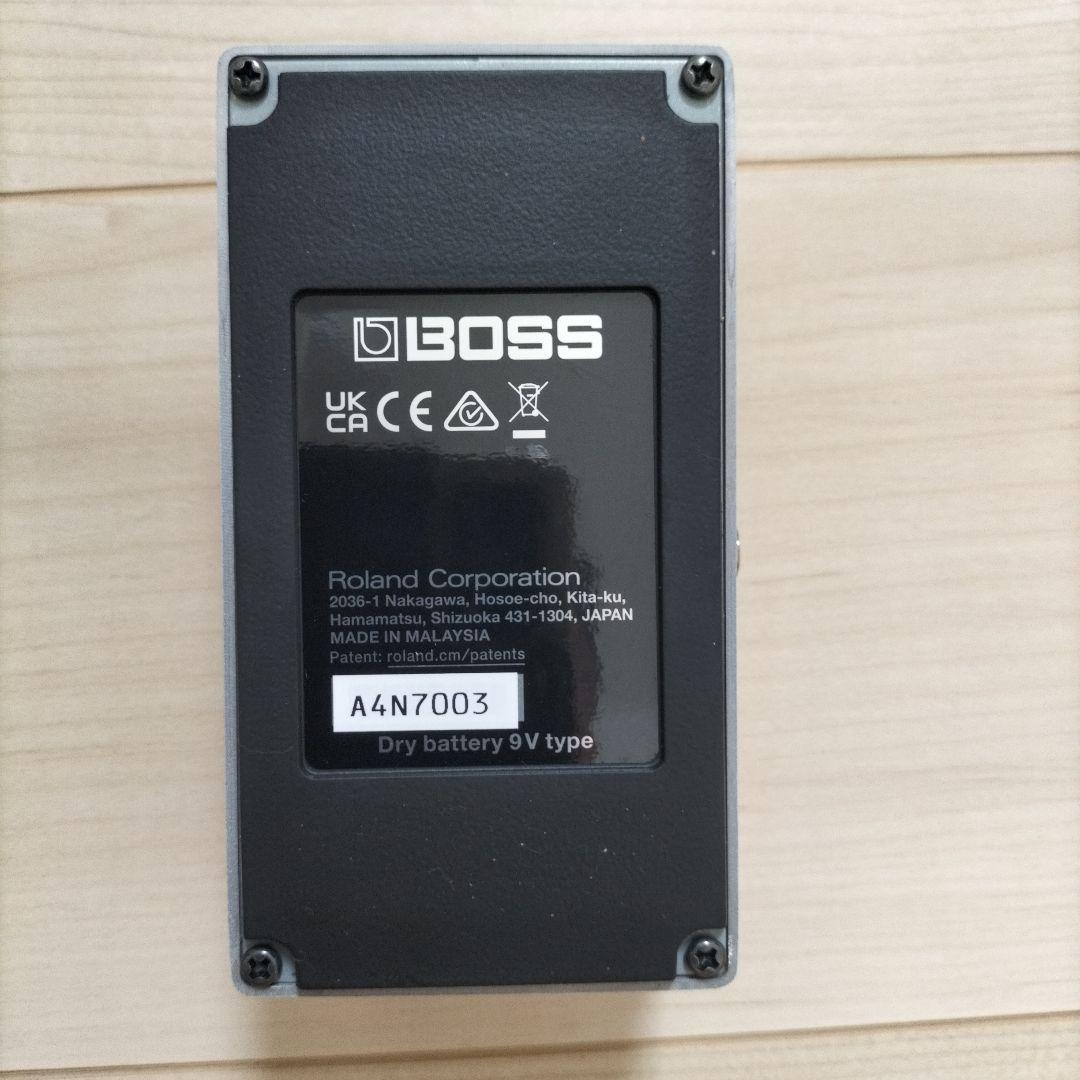 BOSS
UK
CA CE
Roland Corporation
2036-1 Nakagawa, Hosoe-cho, Kita-ku,
Hamamatsu, Shizuoka 431-1304, JAPAN
MADE IN MALAYSIA
Patent: roland.cm/patents
A4N7003
Dry battery 9V type